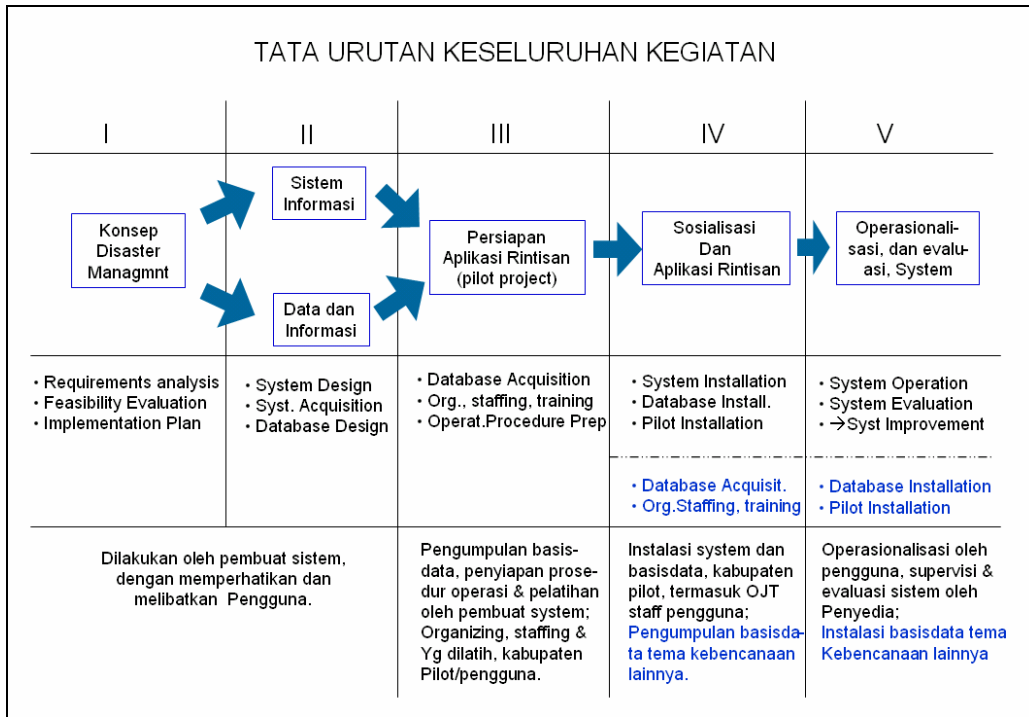 TATA URUTAN KESELURUHAN KEGIATAN
I
II
III
IV
V
Konsep
Disaster
Managmnt
Sistem
Informasi
Data dan
Informasi
Persiapan
Aplikasi Rintisan
(pilot project)
Sosialisasi
Dan
Aplikasi Rintisan
Operasionali-
sasi, dan evalu-
asi, System
• Requirements analysis
• Feasibility Evaluation
• Implementation Plan
• System Design
• Syst. Acquisition
• Database Design
• Database Acquisition
• Org., staffing, training
• Operat.Procedure Prep
• System Installation
• Database Install.
• Pilot Installation
• System Operation
• System Evaluation
• →Syst Improvement
• Database Acquisit.
• Org.Staffing, training
• Database Installation
• Pilot Installation
Dilakukan oleh pembuat sistem,
dengan memperhatikan dan
melibatkan Pengguna.
Pengumpulan basis-
data, penyiapan prose-
dur operasi & pelatihan
oleh pembuat system;
Organizing, staffing &
Yg dilatih, kabupaten
Pilot/pengguna.
Instalasi system dan
basisdata, kabupaten
pilot, termasuk OJT
staff pengguna;
Pengumpulan basisda-
ta tema kebencanaan
lainnya.
Operasionalisasi oleh
pengguna, supervisi &
evaluasi sistem oleh
Penyedia;
Instalasi basisdata tema
Kebencanaan lainnya